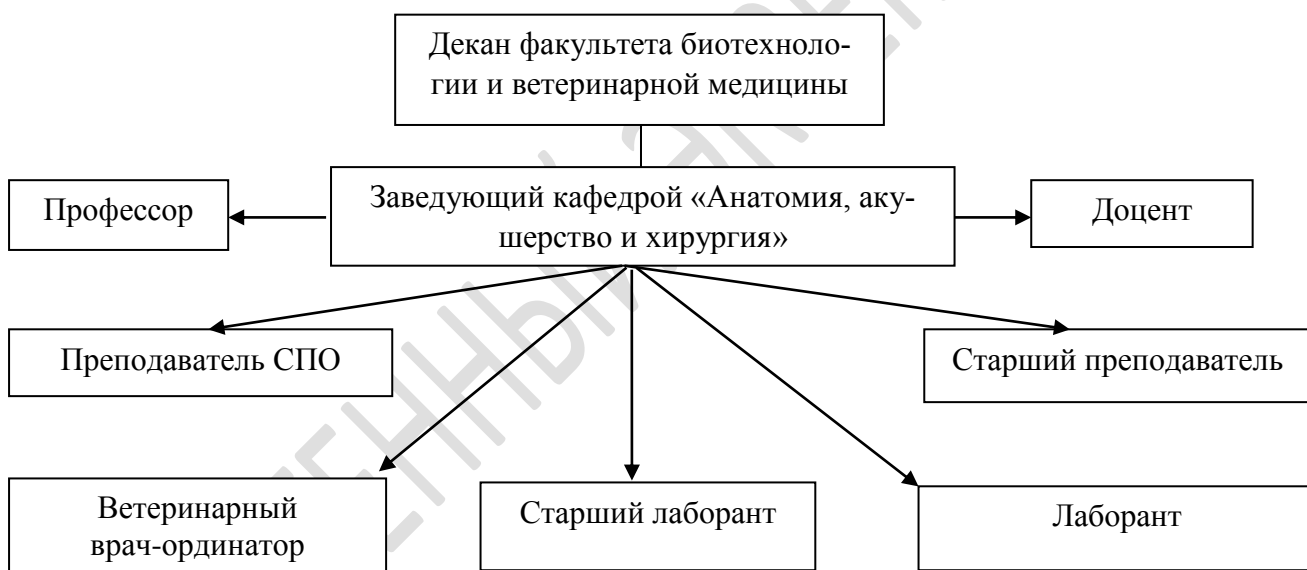 Декан факультета биотехноло-
гии и ветеринарной медицины
Заведующий кафедрой «Анатомия, аку-
шерство и хирургия»
Профессор
Доцент
Преподаватель СПО
Старший преподаватель
Ветеринарный
врач-ординатор
Старший лаборант
Лаборант